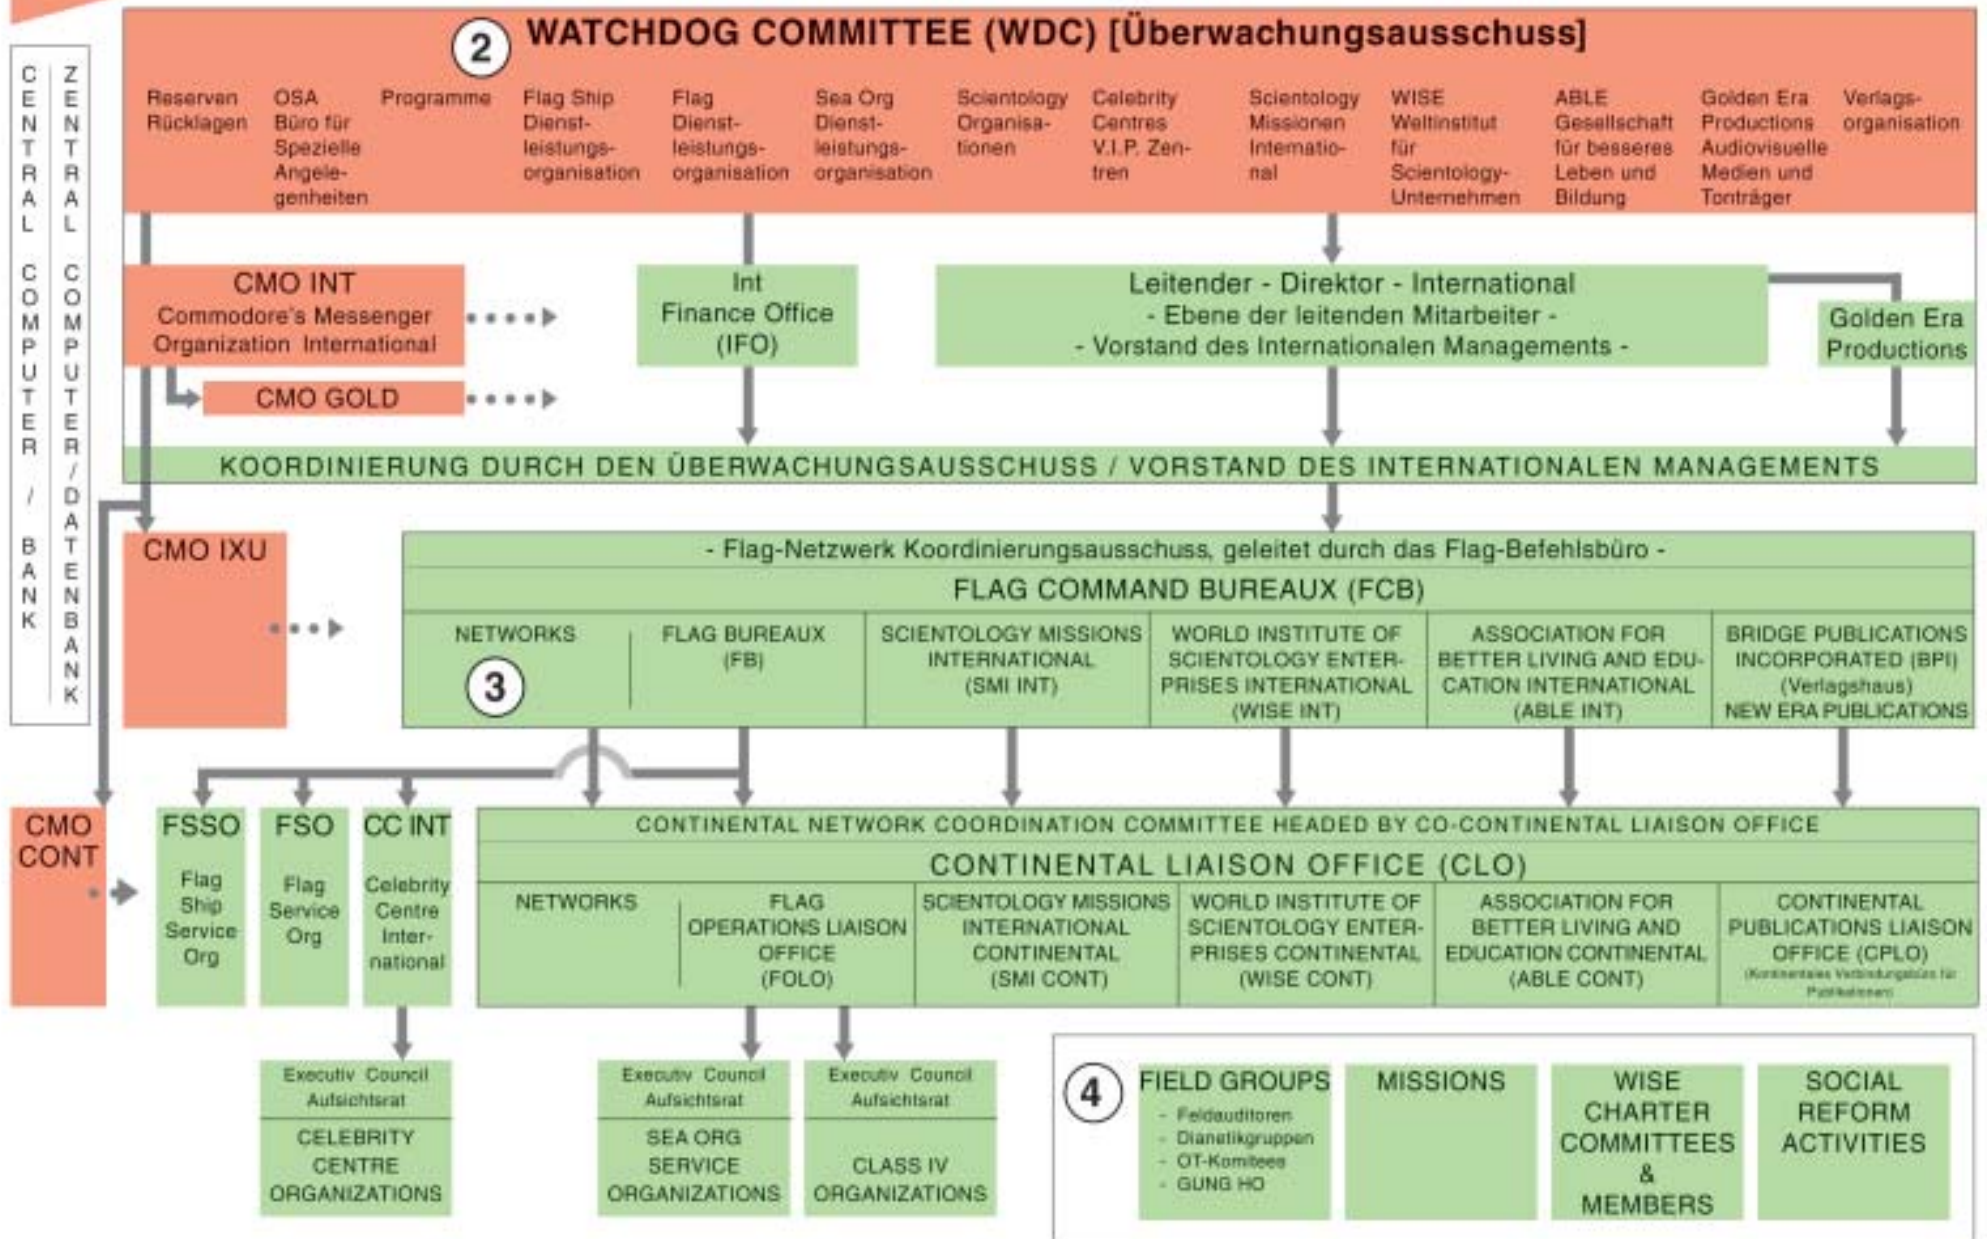 2
WATCHDOG COMMITTEE (WDC) [Überwachungsausschuss]
CENTRAL COMPUTER / BANK
ZENTRAL COMPUTER/DATENBANK
Reserven
Rücklagen
OSA
Büro für
Spezielle
Angele-
genheiten
Programme
Flag Ship
Dienst-
leistungs-
organisation
Flag
Dienst-
leistungs-
organisation
Sea Org
Dienst-
leistungs-
organisation
Scientology
Organisa-
tionen
Celebrity
Centres
V.I.P. Zen-
tren
Scientology
Missionen
Internatio-
nal
WISE
Weltinstitut
für
Scientology-
Unternehmen
ABLE
Gesellschaft
für besseres
Leben und
Bildung
Golden Era
Productions
Audiovisuelle
Medien und
Tonträger
Verlags-
organisation
CMO INT
Commodore's Messenger
Organization International
CMO GOLD
Int
Finance Office
(IFO)
Leitender - Direktor - International
- Ebene der leitenden Mitarbeiter -
- Vorstand des Internationalen Managements -
Golden Era
Productions
KOORDINIERUNG DURCH DEN ÜBERWACHUNGSAUSSCHUSS / VORSTAND DES INTERNATIONALEN MANAGEMENTS
CMO IXU
- Flag-Netzwerk Koordinierungsausschuss, geleitet durch das Flag-Befehlsbüro -
FLAG COMMAND BUREAUX (FCB)
NETWORKS
3
FLAG BUREAUX
(FB)
SCIENTOLOGY MISSIONS
INTERNATIONAL
(SMI INT)
WORLD INSTITUTE OF
SCIENTOLOGY ENTER-
PRISES INTERNATIONAL
(WISE INT)
ASSOCIATION FOR
BETTER LIVING AND EDU-
CATION INTERNATIONAL
(ABLE INT)
BRIDGE PUBLICATIONS
INCORPORATED (BPI)
(Verlagshaus)
NEW ERA PUBLICATIONS
CMO
CONT
FSSO
Flag
Ship
Service
Org
FSO
Flag
Service
Org
CC INT
Celebrity
Centre
Inter-
national
CONTINENTAL NETWORK COORDINATION COMMITTEE HEADED BY CO-CONTINENTAL LIAISON OFFICE
CONTINENTAL LIAISON OFFICE (CLO)
NETWORKS
FLAG
OPERATIONS LIAISON
OFFICE
(FOLO)
SCIENTOLOGY MISSIONS
INTERNATIONAL
CONTINENTAL
(SMI CONT)
WORLD INSTITUTE OF
SCIENTOLOGY ENTER-
PRISES CONTINENTAL
(WISE CONT)
ASSOCIATION FOR
BETTER LIVING AND
EDUCATION CONTINENTAL
(ABLE CONT)
CONTINENTAL
PUBLICATIONS LIAISON
OFFICE (CPLO)
(Kontinentales Verbindungsbüro für
Publikationen)
Executiv Council
Aufsichtsrat
CELEBRITY
CENTRE
ORGANIZATIONS
Executiv Council
Aufsichtsrat
SEA ORG
SERVICE
ORGANIZATIONS
Executiv Council
Aufsichtsrat
CLASS IV
ORGANIZATIONS
4
FIELD GROUPS
- Feldauditoren
- Dianetikgruppen
- OT-Komitees
- GUNG HO
MISSIONS
WISE
CHARTER
COMMITTEES
&
MEMBERS
SOCIAL
REFORM
ACTIVITIES